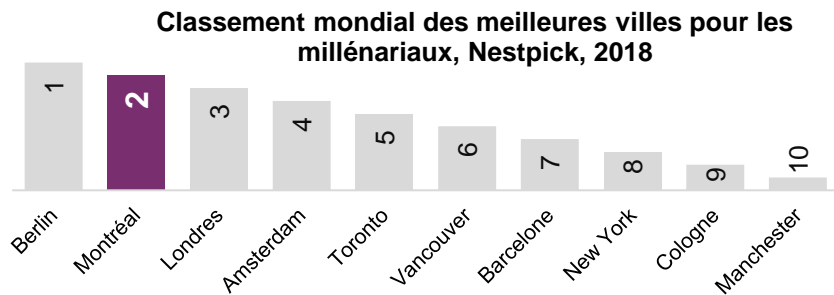 Classement mondial des meilleures villes pour les
millénariaux, Nestpick, 2018
1
2
3
4
5
6
7
8
9
10
Berlin
Montréal
Londres
Amsterdam
Toronto
Vancouver
Barcelone
New York
Cologne
Manchester